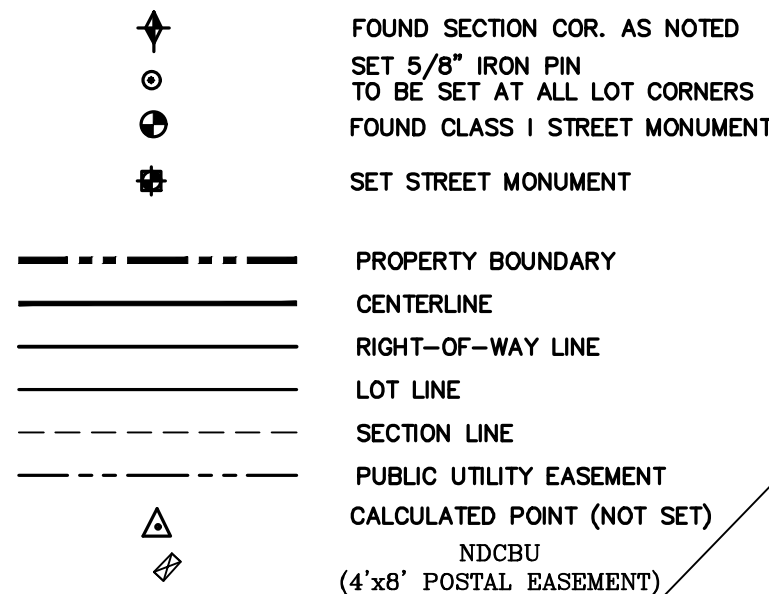 FOUND SECTION COR. AS NOTED
SET 5/8" IRON PIN
TO BE SET AT ALL LOT CORNERS
FOUND CLASS I STREET MONUMENT
SET STREET MONUMENT
PROPERTY BOUNDARY
CENTERLINE
RIGHT-OF-WAY LINE
LOT LINE
SECTION LINE
PUBLIC UTILITY EASEMENT
CALCULATED POINT (NOT SET)
NDCBU
(4'x8' POSTAL EASEMENT)